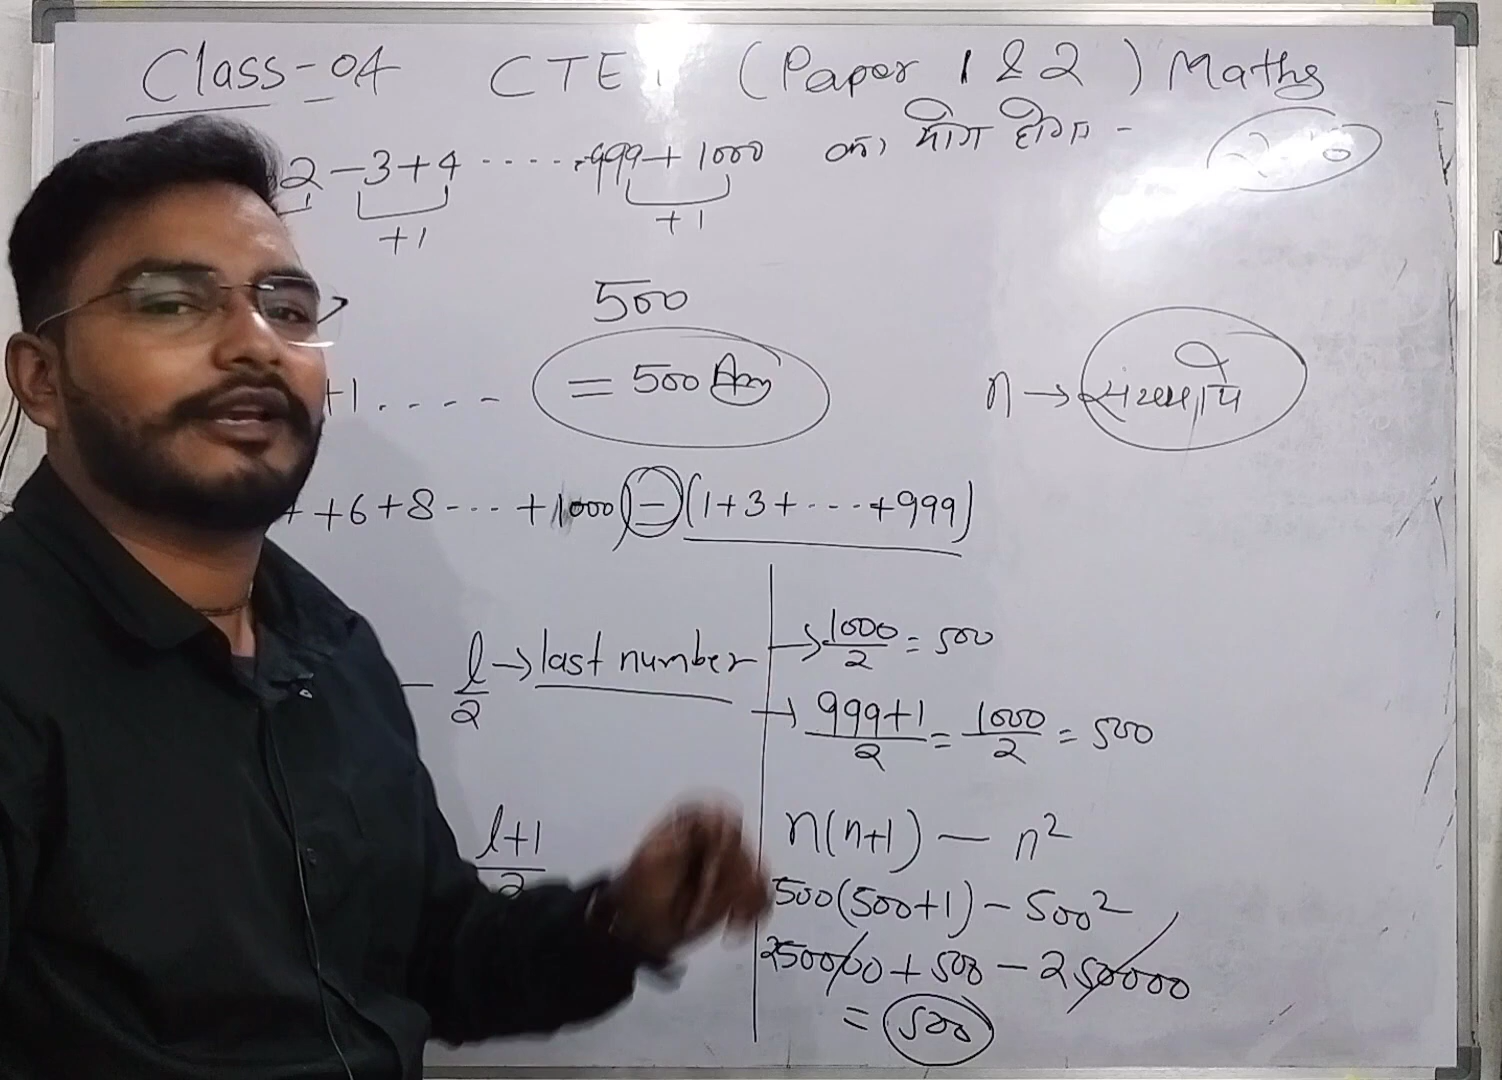 Class-04 CTET (Paper 1 & 2) Maths
2-3+4.....-999+1000 का योग होगा -
+1 +1
500
+1.... = 500 Ans
n→
+6+8...+1000)-(1+3+...+999)
l/2→last number
→1000/2=500
→999+1/2=1000/2=500
l+1/2
n(n+1)-n²
500(500+1)-500²
250000+500-250000
=500